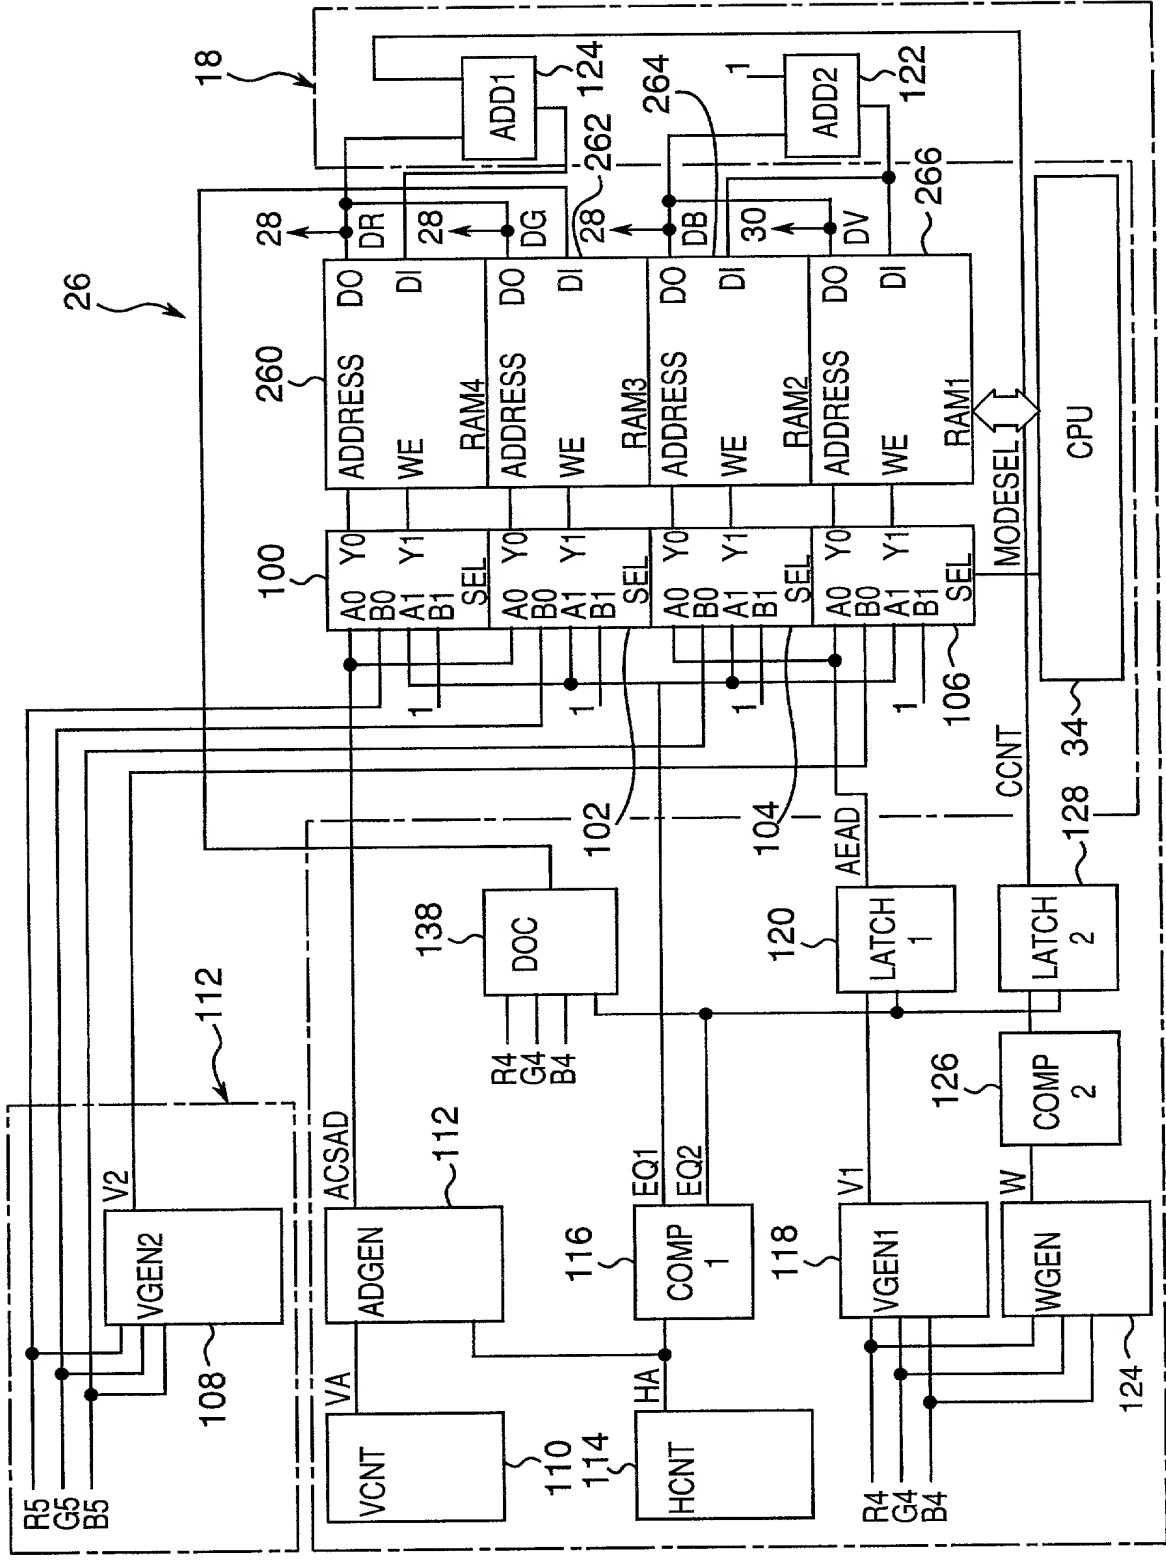 18
26
28
DR
28
DG
28
DB
30
DV
ADD1
124
262
264
1
ADD2
122
266
260
DO
DI
ADDRESS
WE
RAM4
DO
DI
ADDRESS
WE
RAM3
DO
DI
ADDRESS
WE
RAM2
DO
DI
ADDRESS
WE
RAM1
100
A0 Y0
B0
A1 Y1
B1
SEL
A0 Y0
B0
A1 Y1
B1
SEL
A0 Y0
B0
A1 Y1
B1
SEL
A0 Y0
B0
A1 Y1
B1
SEL
1
1
1
1
102
104
106
MODESEL
CPU
34
CCNT
AEAD
138
DOC
R4
G4
B4
120
LATCH
1
LATCH
2
128
126
COMP
2
112
V2
VGEN2
108
R5
G5
B5
ACSAD
112
ADGEN
VA
VCNT
110
EQ1
EQ2
116
COMP
1
HA
114
HCNT
V1
118
VGEN1
W
WGEN
124
R4
G4
B4